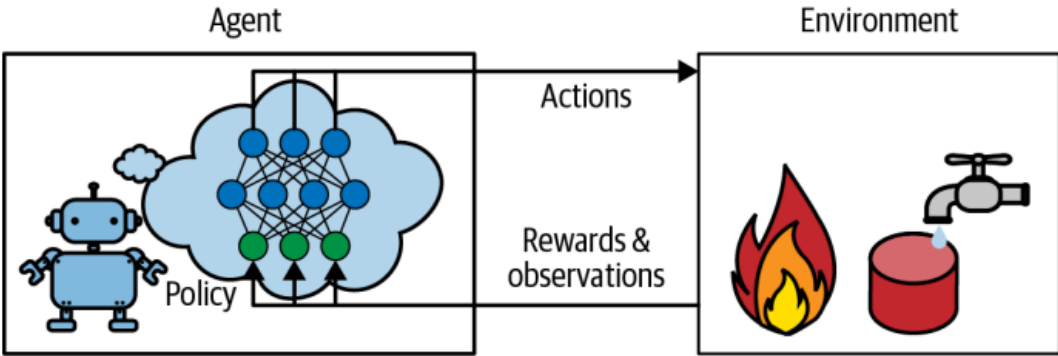 Agent
Environment
Actions
Rewards &
observations
Policy